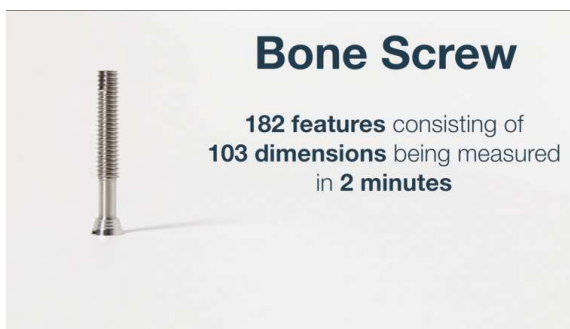 Bone Screw
182 features consisting of
103 dimensions being measured
in 2 minutes